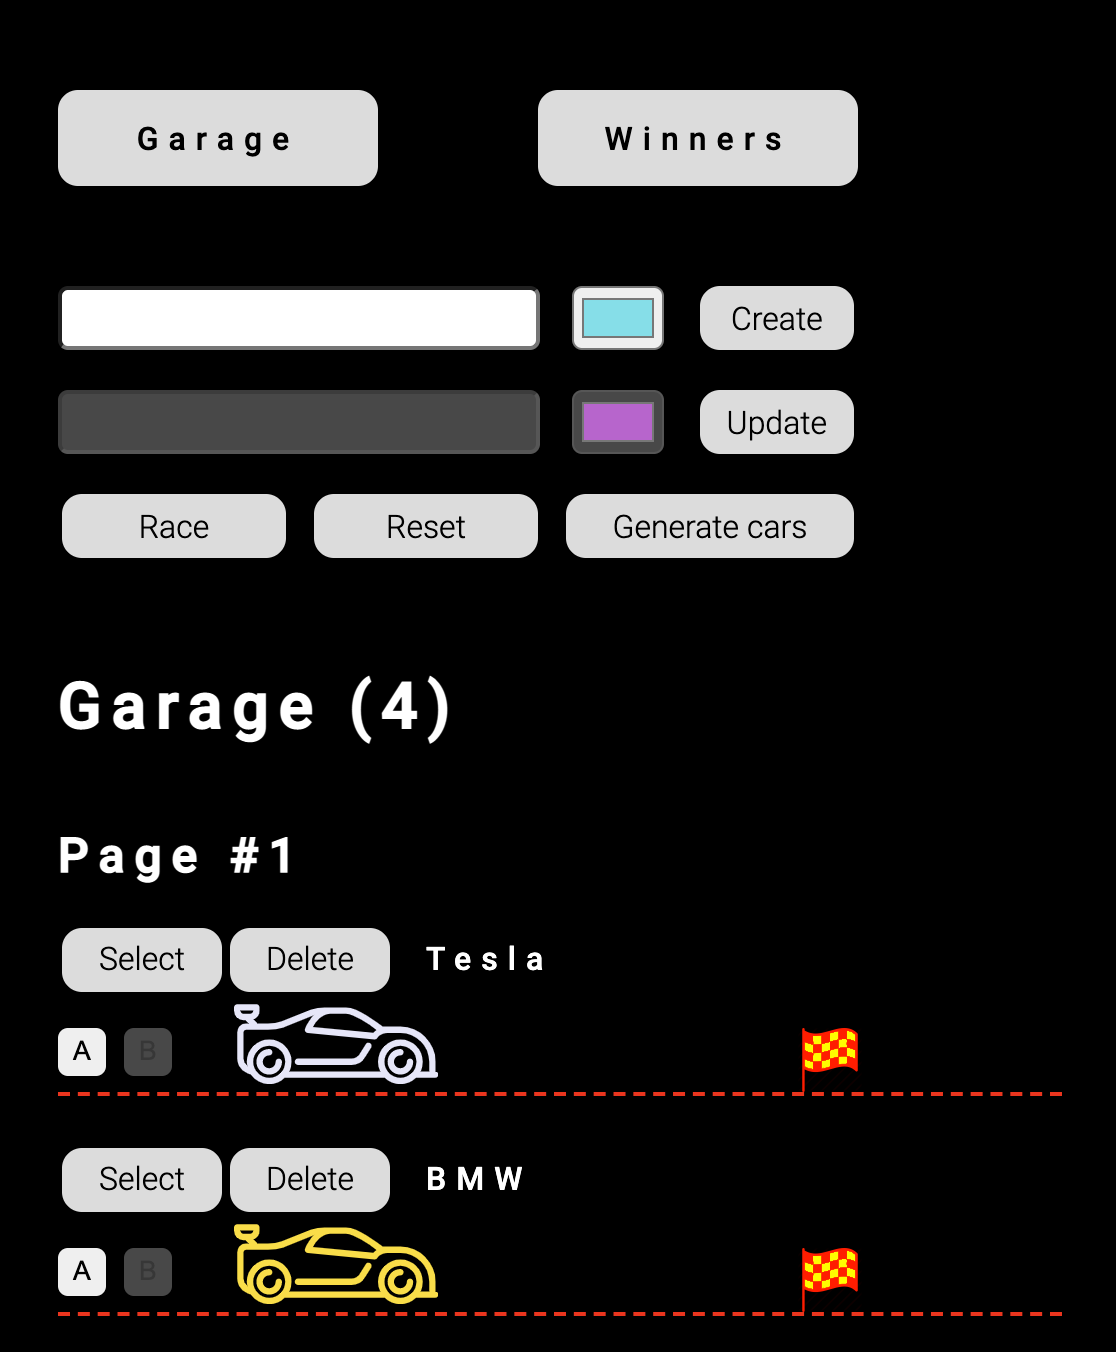 Garage Winners
Create
Update
Race Reset Generate cars
Garage (4)
Page #1
Select Delete Tesla
A B
Select Delete BMW
A B